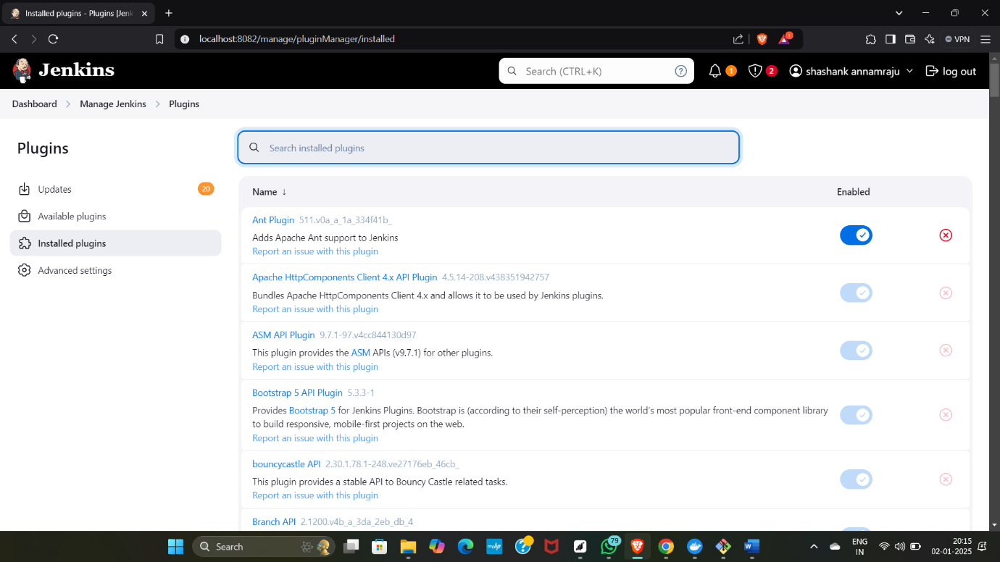 Installed plugins - Plugins [Jenk
localhost:8082/manage/pluginManager/installed
1
VPN
Jenkins
Search (CTRL+K)
?
1
2
shashank annamraju
log out
Dashboard
Manage Jenkins
Plugins
Plugins
Search installed plugins
Updates
20
Available plugins
Installed plugins
Advanced settings
Name ↓
Enabled
Ant Plugin 511.v0a_a_1a_334f41b_
Adds Apache Ant support to Jenkins
Report an issue with this plugin
Apache HttpComponents Client 4.x API Plugin 4.5.14-208.v438351942757
Bundles Apache HttpComponents Client 4.x and allows it to be used by Jenkins plugins.
Report an issue with this plugin
ASM API Plugin 9.7.1-97.v4cc844130d97
This plugin provides the ASM APIs (v9.7.1) for other plugins.
Report an issue with this plugin
Bootstrap 5 API Plugin 5.3.3-1
Provides Bootstrap 5 for Jenkins Plugins. Bootstrap is (according to their self-perception) the world's most popular front-end component library
to build responsive, mobile-first projects on the web.
Report an issue with this plugin
bouncycastle API 2.30.1.78.1-248.ve27176eb_46cb_
This plugin provides a stable API to Bouncy Castle related tasks.
Report an issue with this plugin
Branch API 2.1200.v4b_a_3da_2eb_db_4
Search
myhp
?
79
W
ENG
IN
20:15
02-01-2025